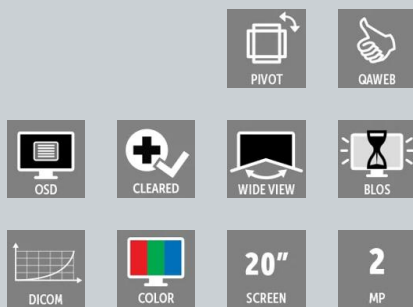 PIVOT
QAWEB
OSD
CLEARED
WIDE VIEW
BLOS
DICOM
COLOR
20"
SCREEN
2
MP